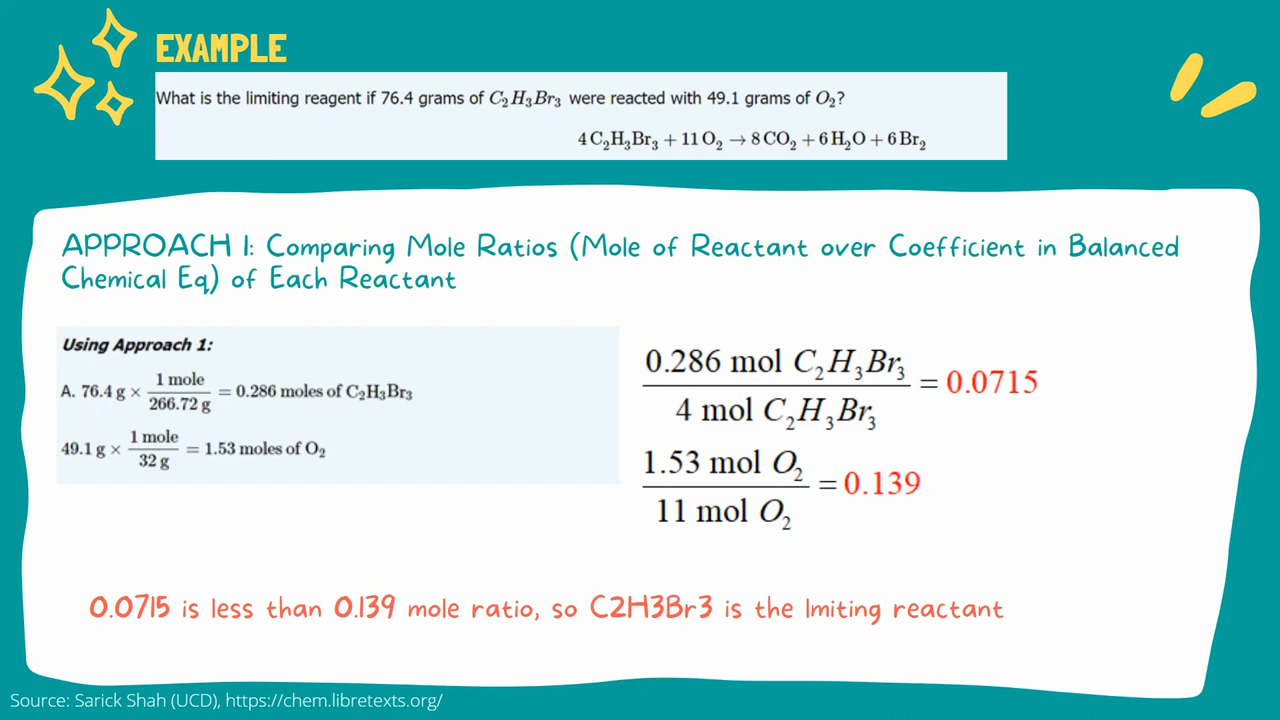 EXAMPLE
What is the limiting reagent if 76.4 grams of C₂H₃Br₃ were reacted with 49.1 grams of O₂?
4 C₂H₃Br₃ + 11 O₂ → 8 CO₂ + 6 H₂O + 6 Br₂
APPROACH 1: Comparing Mole Ratios (Mole of Reactant over Coefficient in Balanced
Chemical Eq) of Each Reactant
Using Approach 1:
A. 76.4 g × 1 mole / 266.72 g = 0.286 moles of C₂H₃Br₃
49.1 g × 1 mole / 32 g = 1.53 moles of O₂
0.286 mol C₂H₃Br₃ / 4 mol C₂H₃Br₃ = 0.0715
1.53 mol O₂ / 11 mol O₂ = 0.139
0.0715 is less than 0.139 mole ratio, so C2H3Br3 is the lmiting reactant
Source: Sarick Shah (UCD), https://chem.libretexts.org/